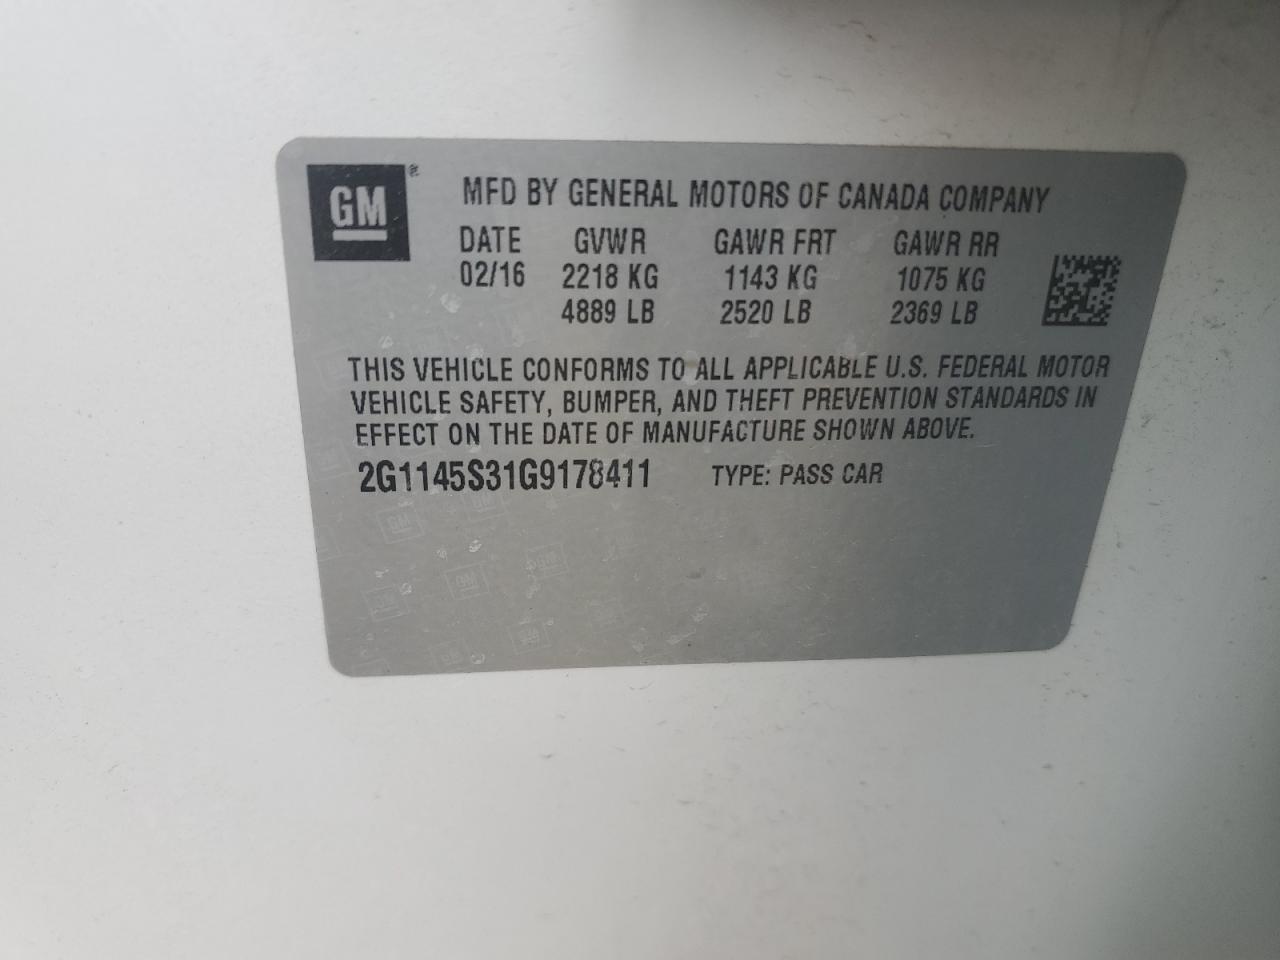 GM®
MFD BY GENERAL MOTORS OF CANADA COMPANY
DATE GVWR GAWR FRT GAWR RR
02/16 2218 KG 1143 KG 1075 KG
4889 LB 2520 LB 2369 LB
THIS VEHICLE CONFORMS TO ALL APPLICABLE U.S. FEDERAL MOTOR
VEHICLE SAFETY, BUMPER, AND THEFT PREVENTION STANDARDS IN
EFFECT ON THE DATE OF MANUFACTURE SHOWN ABOVE.
2G1145S31G9178411 TYPE: PASS CAR